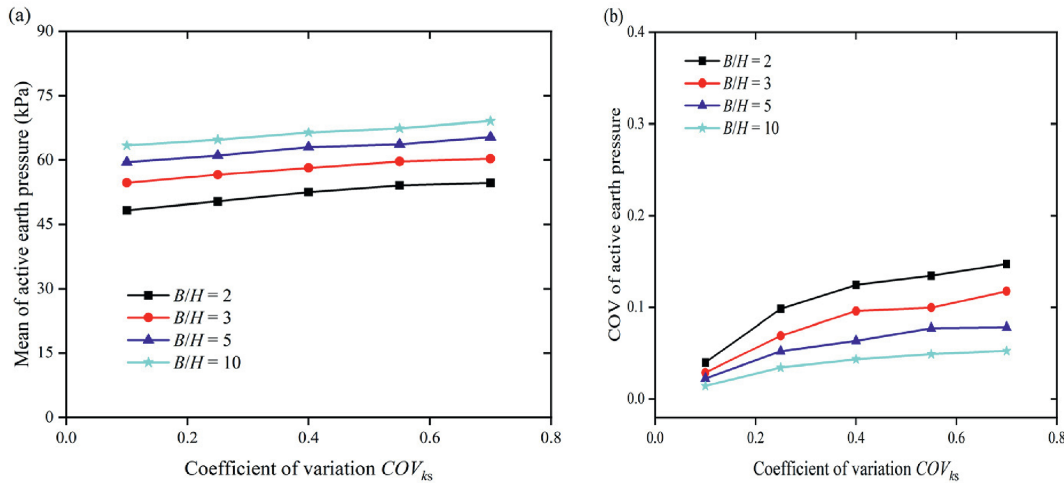 (a)
90
75
60
45
30
15
0
Mean of active earth pressure (kPa)
B/H = 2
B/H = 3
B/H = 5
B/H = 10
0.0 0.2 0.4 0.6 0.8
Coefficient of variation COVks
(b)
0.4
0.3
0.2
0.1
0.0
COV of active earth pressure
B/H = 2
B/H = 3
B/H = 5
B/H = 10
0.0 0.2 0.4 0.6 0.8
Coefficient of variation COVks